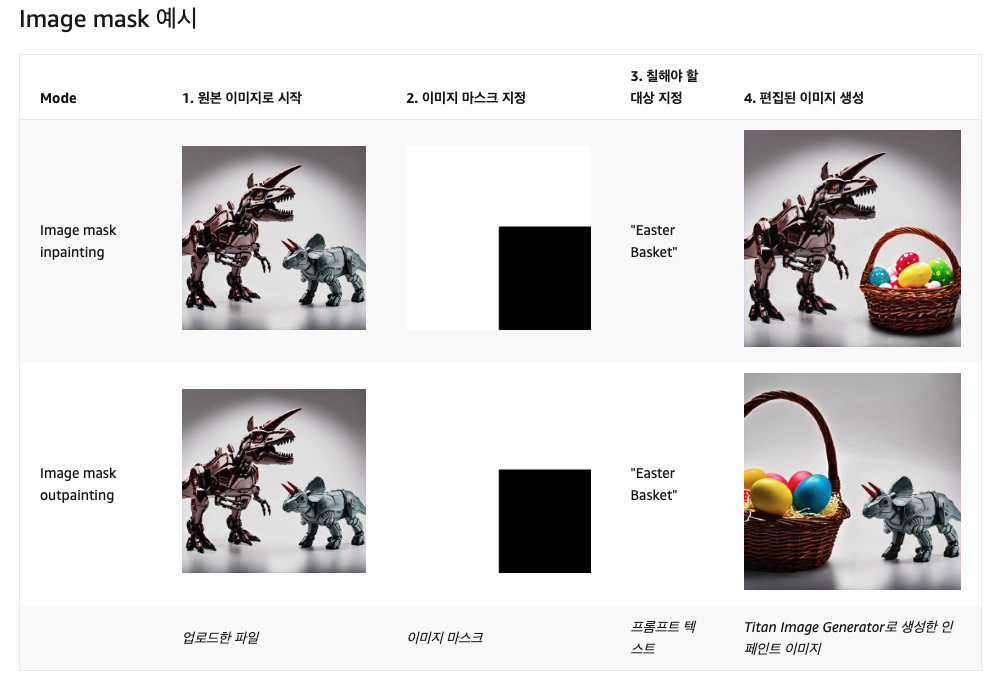 Image mask 예시
Mode
1. 원본 이미지로 시작
2. 이미지 마스크 지정
3. 칠해야 할
대상 지정
4. 편집된 이미지 생성
Image mask
inpainting
"Easter
Basket"
Image mask
outpainting
"Easter
Basket"
업로드한 파일
이미지 마스크
프롬프트 텍
스트
Titan Image Generator로 생성한 인
페인트 이미지